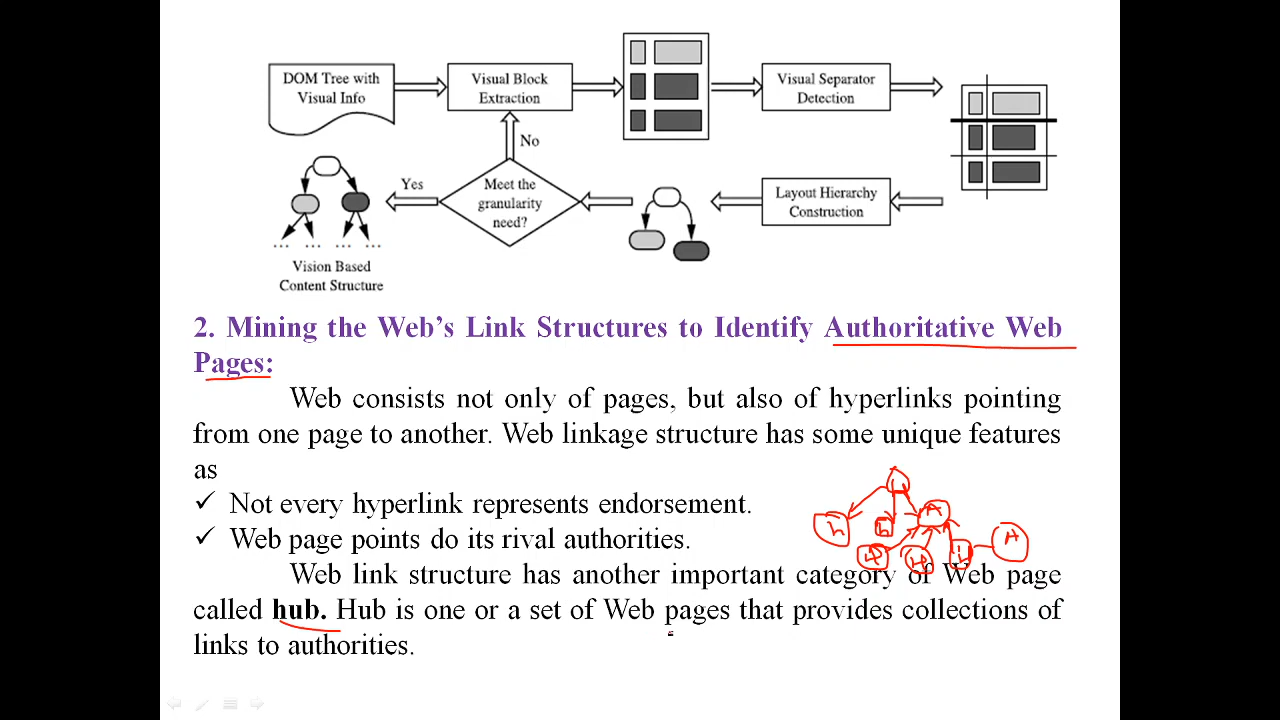 DOM Tree with
Visual Info
Visual Block
Extraction
Visual Separator
Detection
No
Yes
Meet the
granularity
need?
Layout Hierarchy
Construction
... ... ... ...
Vision Based
Content Structure
2. Mining the Web’s Link Structures to Identify Authoritative Web
Pages:
Web consists not only of pages, but also of hyperlinks pointing
from one page to another. Web linkage structure has some unique features
as
✓ Not every hyperlink represents endorsement.
✓ Web page points do its rival authorities.
Web link structure has another important category of Web page
called hub. Hub is one or a set of Web pages that provides collections of
links to authorities.
h
h
A
A